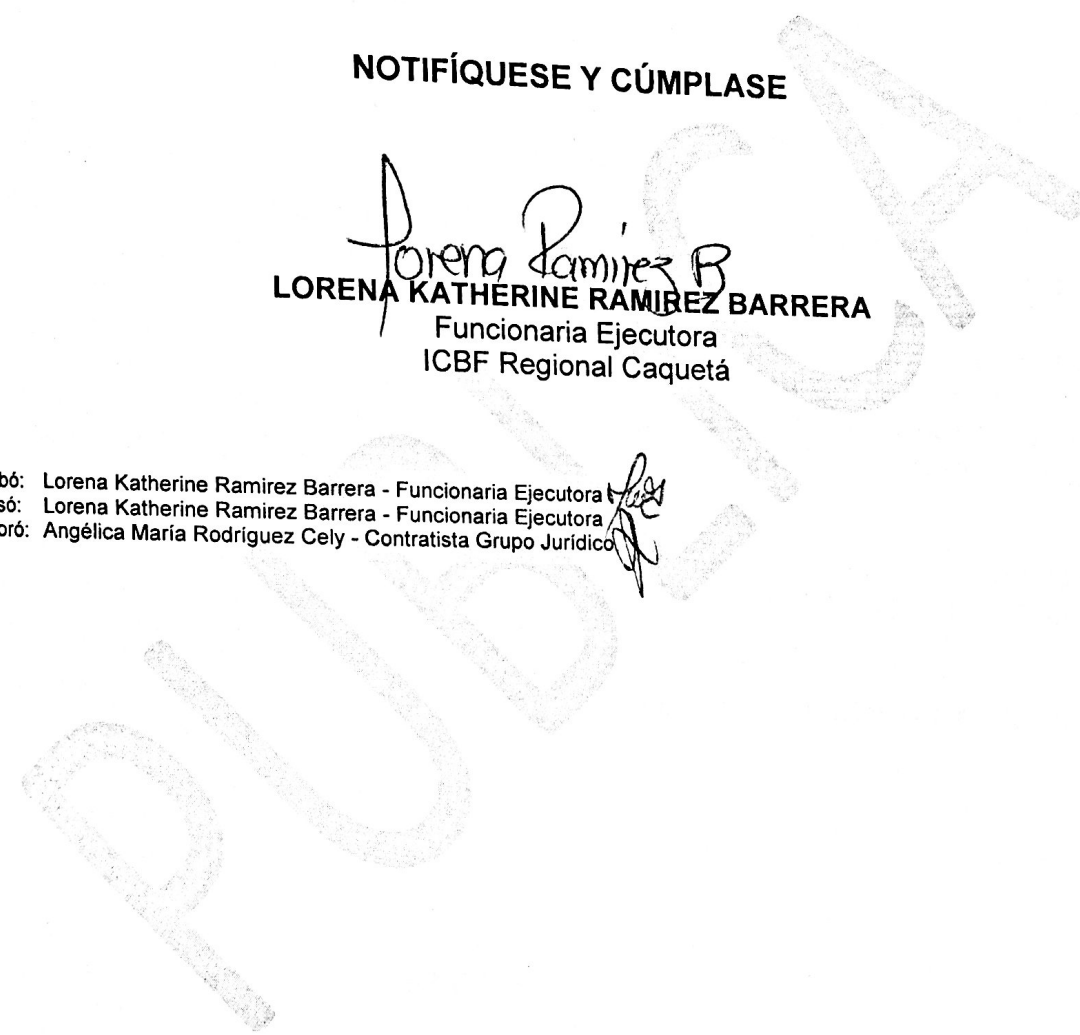 NOTIFÍQUESE Y CÚMPLASE
Lorena Ramirez B
LORENA KATHERINE RAMIREZ BARRERA
Funcionaria Ejecutora
ICBF Regional Caquetá
bó: Lorena Katherine Ramirez Barrera - Funcionaria Ejecutora
só: Lorena Katherine Ramirez Barrera - Funcionaria Ejecutora
oró: Angélica María Rodríguez Cely - Contratista Grupo Jurídico
PUBLICA